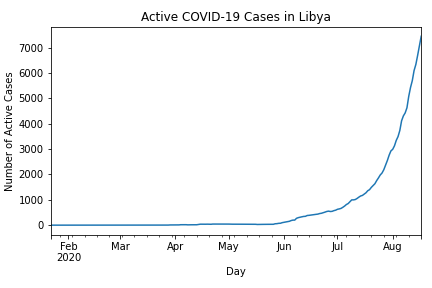 Active COVID-19 Cases in Libya
7000
6000
5000
4000
3000
2000
1000
0
Number of Active Cases
Feb Mar Apr May Jun Jul Aug
2020
Day